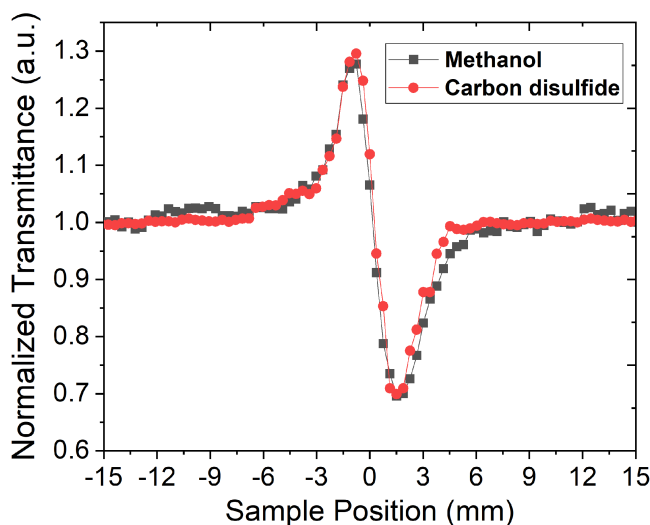 Normalized Transmittance (a.u.)
1.3
1.2
1.1
1.0
0.9
0.8
0.7
0.6
Methanol
Carbon disulfide
-15 -12 -9 -6 -3 0 3 6 9 12 15
Sample Position (mm)